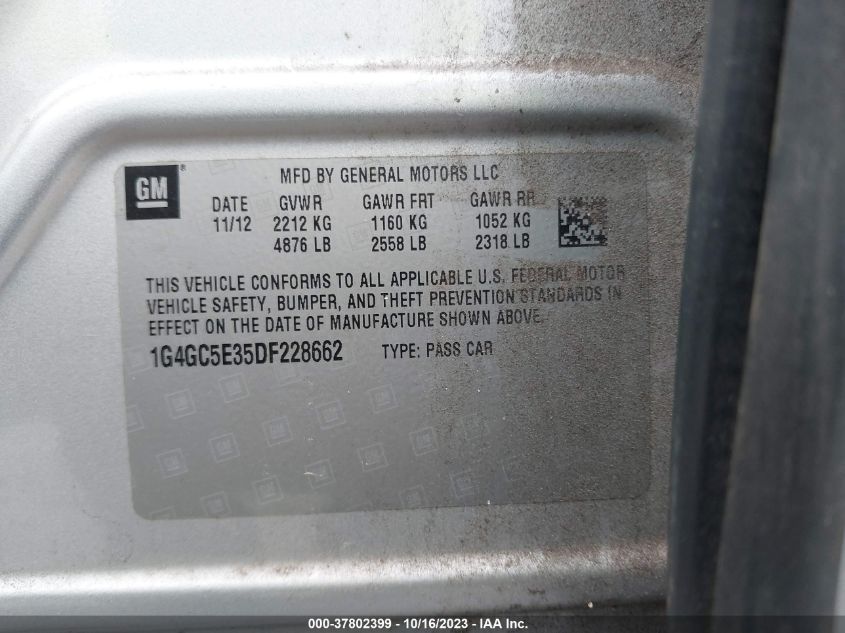 GM®
MFD BY GENERAL MOTORS LLC
DATE GVWR GAWR FRT GAWR RR
11/12 2212 KG 1160 KG 1052 KG
4876 LB 2558 LB 2318 LB
THIS VEHICLE CONFORMS TO ALL APPLICABLE U.S. FEDERAL MOTOR
VEHICLE SAFETY, BUMPER, AND THEFT PREVENTION STANDARDS IN
EFFECT ON THE DATE OF MANUFACTURE SHOWN ABOVE.
1G4GC5E35DF228662 TYPE: PASS CAR
000-37802399 - 10/16/2023 - IAA Inc.